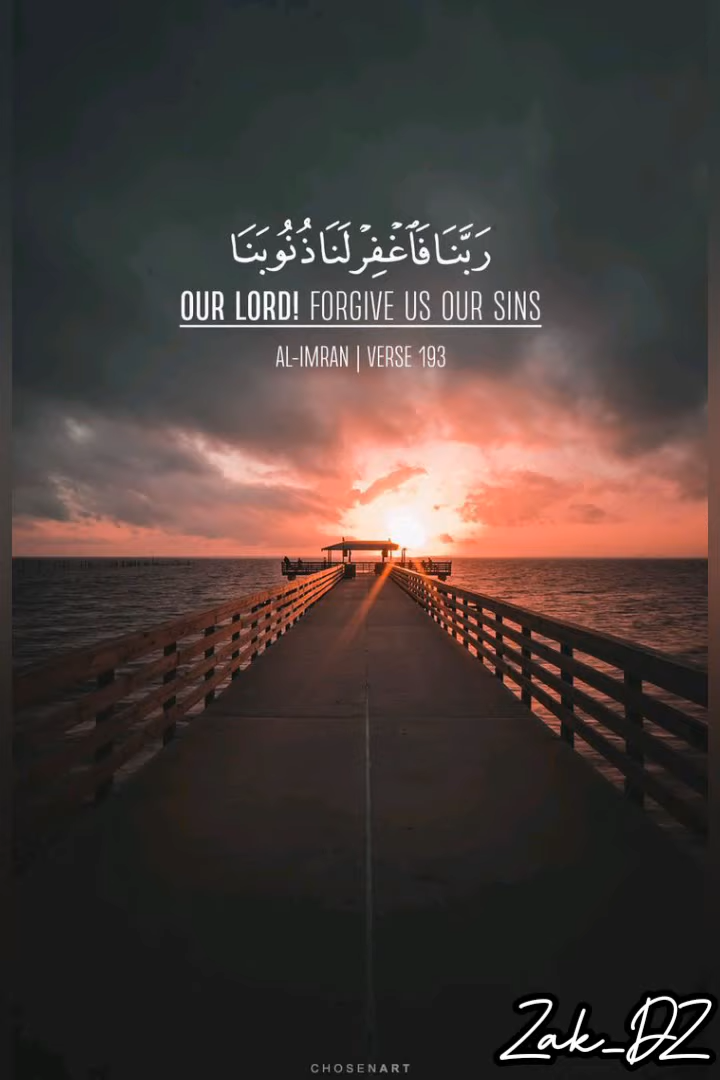 رَبَّنَا فَٱغْفِرْ لَنَا ذُنُوبَنَا
OUR LORD! FORGIVE US OUR SINS
AL-IMRAN | VERSE 193
Zak_DZ
CHOSENART